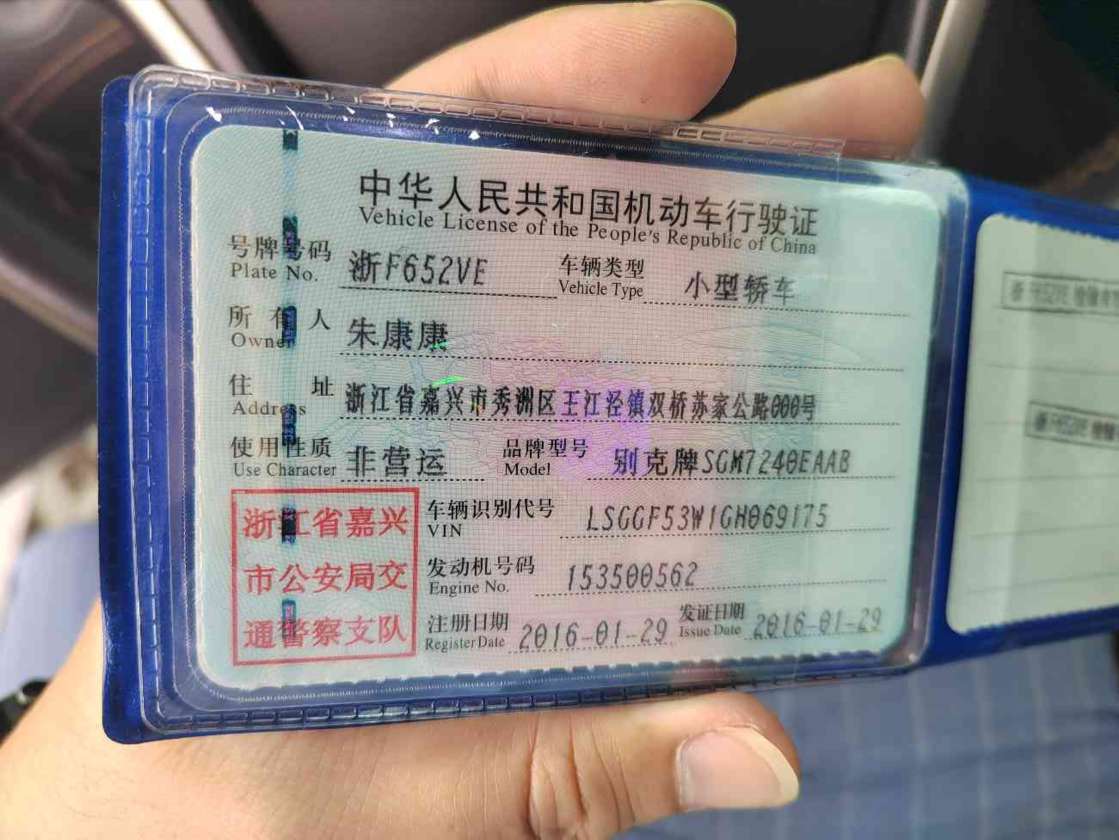 中华人民共和国机动车行驶证
Vehicle License of the People's Republic of China
号牌号码 浙F652VE 车辆类型 小型轿车
Plate No. Vehicle Type
所有人 朱康康
Owner
住址 浙江省嘉兴市秀洲区王江泾镇双桥苏家公路000号
Address
使用性质 非营运 品牌型号 别克牌SGM7240EAAB
Use Character Model
浙江省嘉兴
市公安局交
通警察支队
车辆识别代号 LSGGF53W1GH069175
VIN
发动机号码 153500562
Engine No.
注册日期 2016-01-29 发证日期 2016-01-29
Register Date Issue Date